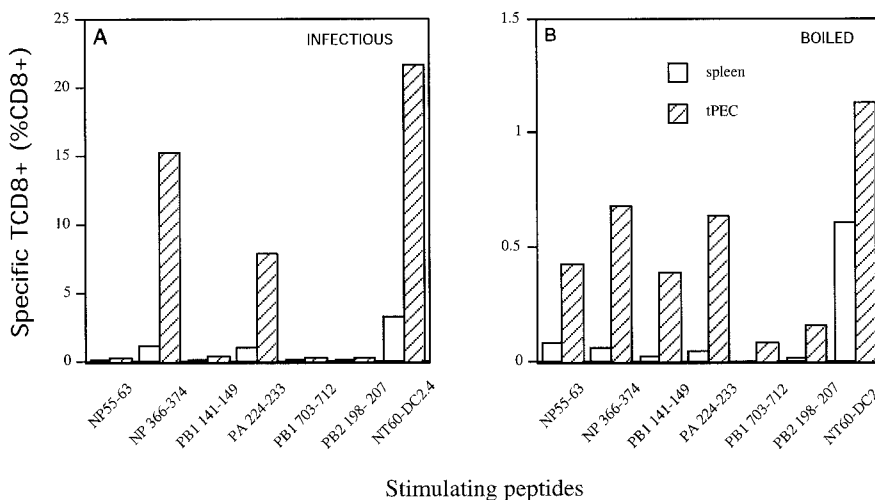 Specific TCD8+ (%CD8+)
A
INFECTIOUS
25
20
15
10
5
0
NP55-63
NP 366-374
PB1 141-149
PA 224-233
PB1 703-712
PB2 198- 207
NT60-DC2.4
B
BOILED
spleen
tPEC
1.5
1
0.5
0
NP55-63
NP 366-374
PB1 141-149
PA 224-233
PB1 703-712
PB2 198- 207
NT60-DC2.4
Stimulating peptides